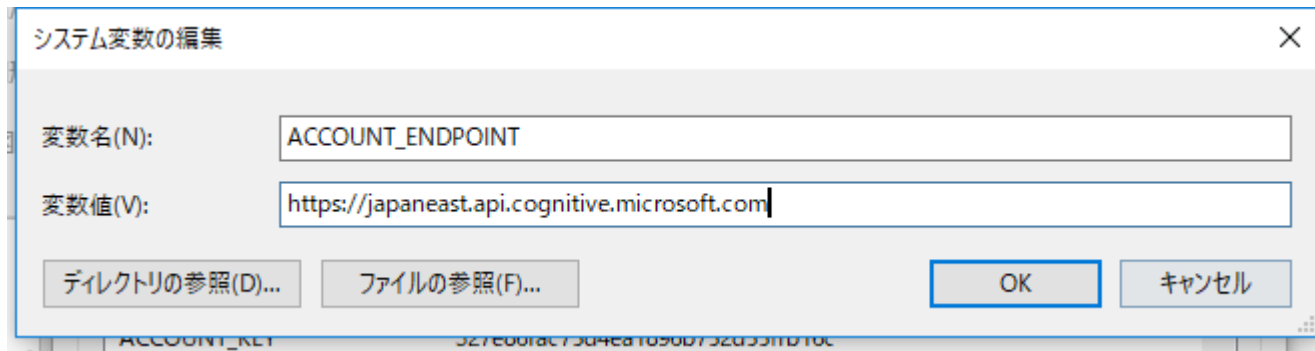 システム変数の編集
変数名(N):
ACCOUNT_ENDPOINT
変数値(V):
https://japaneast.api.cognitive.microsoft.com
ディレクトリの参照(D)...
ファイルの参照(F)...
OK
キャンセル
ACCOUNT_KEY